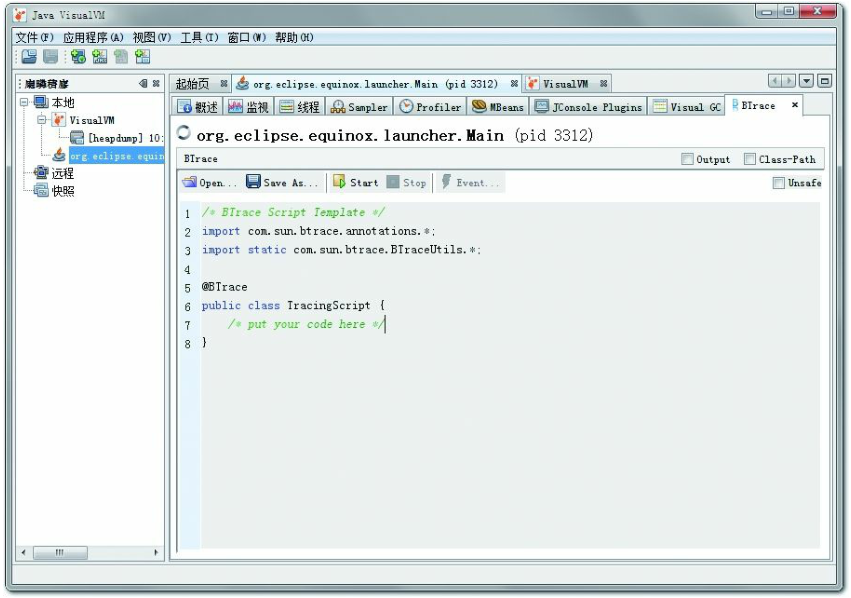 Java VisualVM
文件(F) 应用程序(A) 视图(V) 工具(T) 窗口(W) 帮助(H)
起始页 org.eclipse.equinox.launcher.Main (pid 3312) VisualVM
本地
VisualVM
[heapdump] 10:
org.eclipse.equin
远程
快照
概述 监视 线程 Sampler Profiler MBeans JConsole Plugins Visual GC BTrace
org.eclipse.equinox.launcher.Main (pid 3312)
BTrace Output Class-Path
Open... Save As... Start Stop Event... Unsafe
1 /* BTrace Script Template */
2 import com.sun.btrace.annotations.*;
3 import static com.sun.btrace.BTraceUtils.*;
4
5 @BTrace
6 public class TracingScript {
7 /* put your code here */
8 }